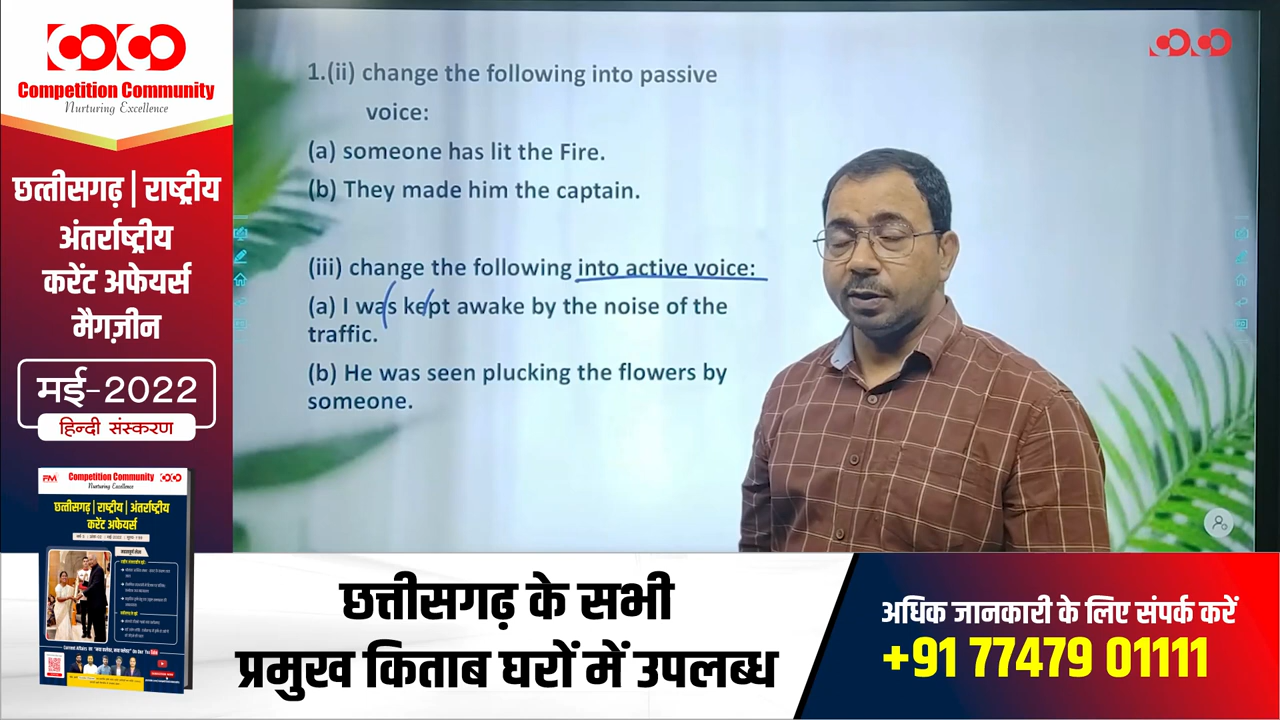 Competition Community
Nurturing Excellence
छत्तीसगढ़ | राष्ट्रीय
अंतर्राष्ट्रीय
करेंट अफेयर्स
मैगज़ीन
मई-2022
हिन्दी संस्करण
Competition Community
Nurturing Excellence
छत्तीसगढ़ | राष्ट्रीय | अंतर्राष्ट्रीय
करेंट अफेयर्स
1.(ii) change the following into passive
voice:
(a) someone has lit the Fire.
(b) They made him the captain.
(iii) change the following into active voice:
(a) I was kept awake by the noise of the
traffic.
(b) He was seen plucking the flowers by
someone.
छत्तीसगढ़ के सभी
प्रमुख किताब घरों में उपलब्ध
अधिक जानकारी के लिए संपर्क करें
+91 77479 01111